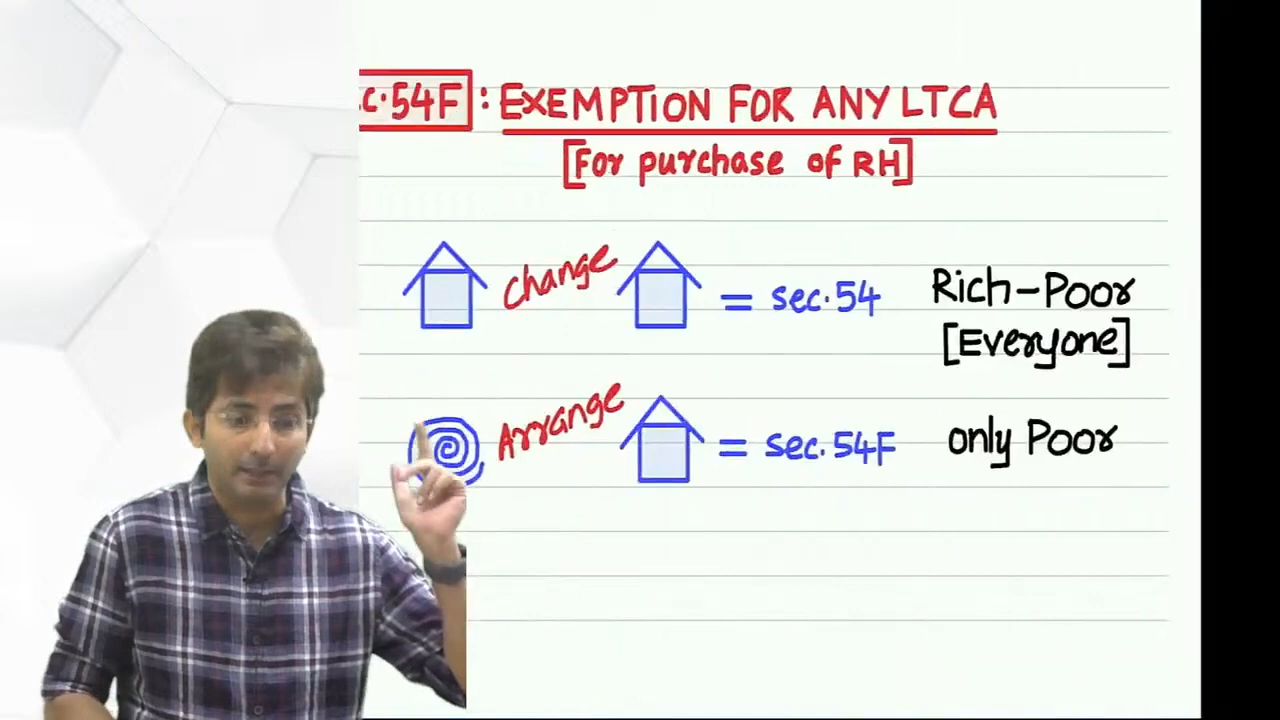 c.54F : EXEMPTION FOR ANY LTCA
[For purchase of RH]
change = sec.54 Rich-Poor
[Everyone]
Arrange = sec.54F only Poor